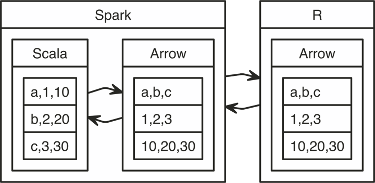 Spark
R
Scala
Arrow
Arrow
a,1,10
b,2,20
c,3,30
a,b,c
1,2,3
10,20,30
a,b,c
1,2,3
10,20,30